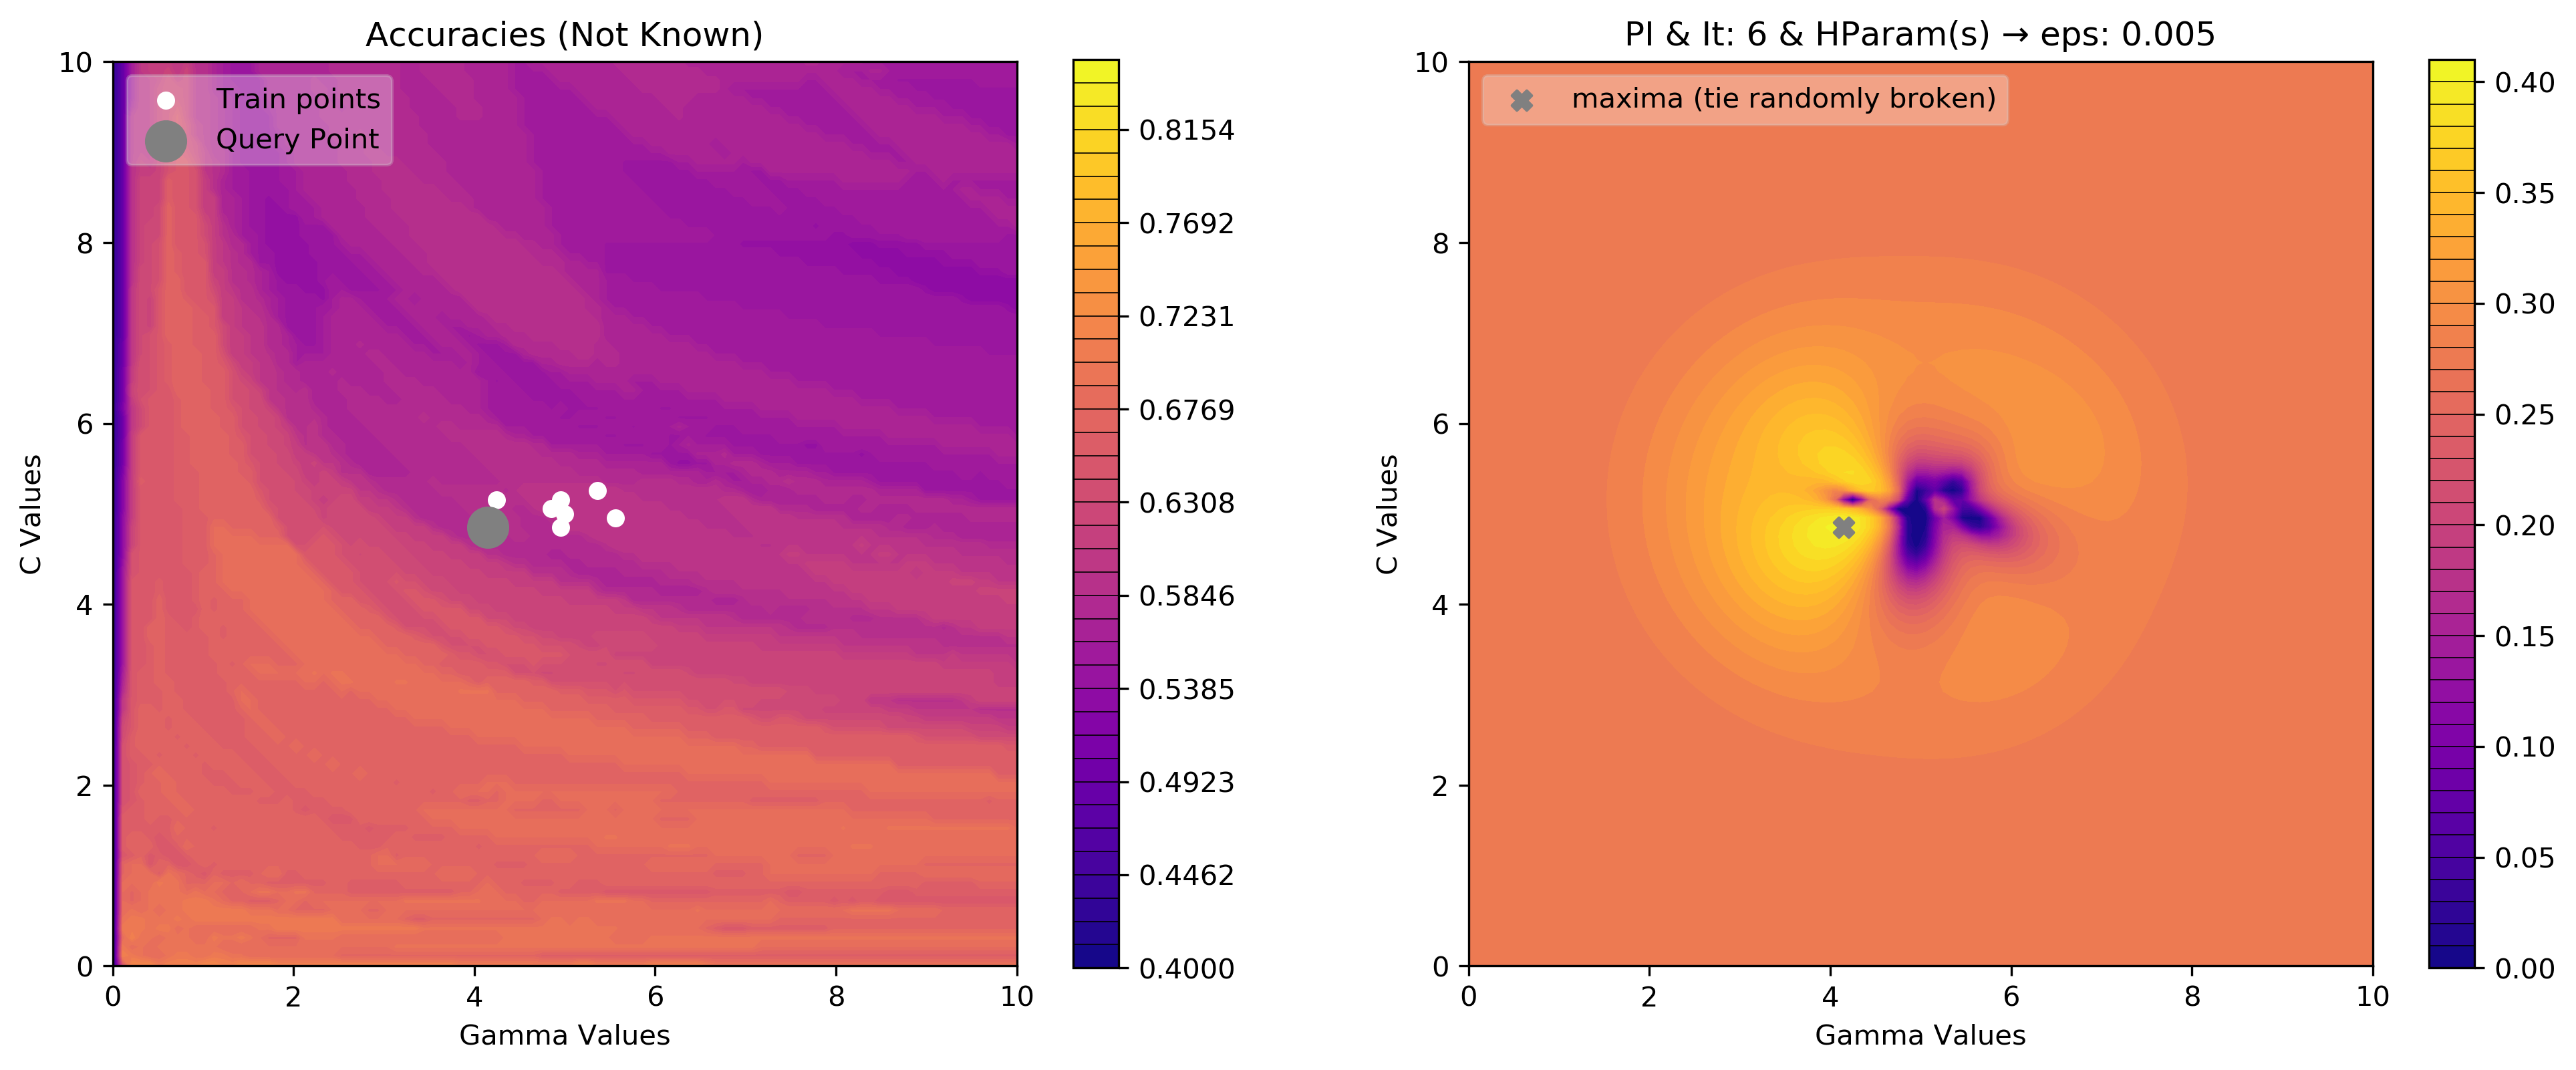 Accuracies (Not Known)
Train points
Query Point
10
8
6
4
2
0
C Values
0 2 4 6 8 10
Gamma Values
0.8154
0.7692
0.7231
0.6769
0.6308
0.5846
0.5385
0.4923
0.4462
0.4000
PI & It: 6 & HParam(s) → eps: 0.005
maxima (tie randomly broken)
10
8
6
4
2
0
C Values
0 2 4 6 8 10
Gamma Values
0.40
0.35
0.30
0.25
0.20
0.15
0.10
0.05
0.00